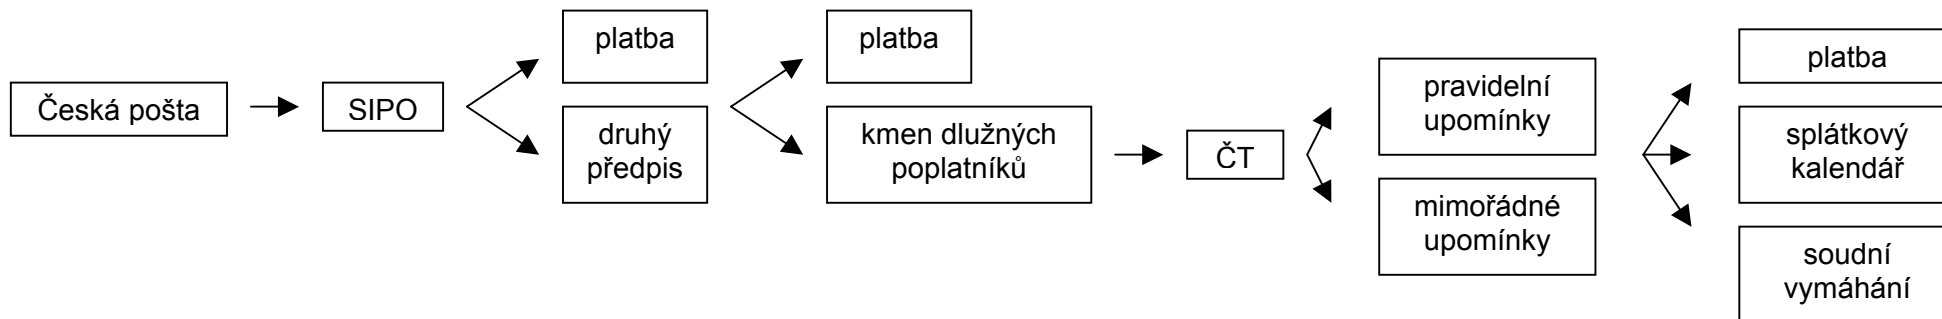 Česká pošta
SIPO
platba
druhý
předpis
platba
kmen dlužných
poplatníků
ČT
pravidelní
upomínky
mimořádné
upomínky
platba
splátkový
kalendář
soudní
vymáhání